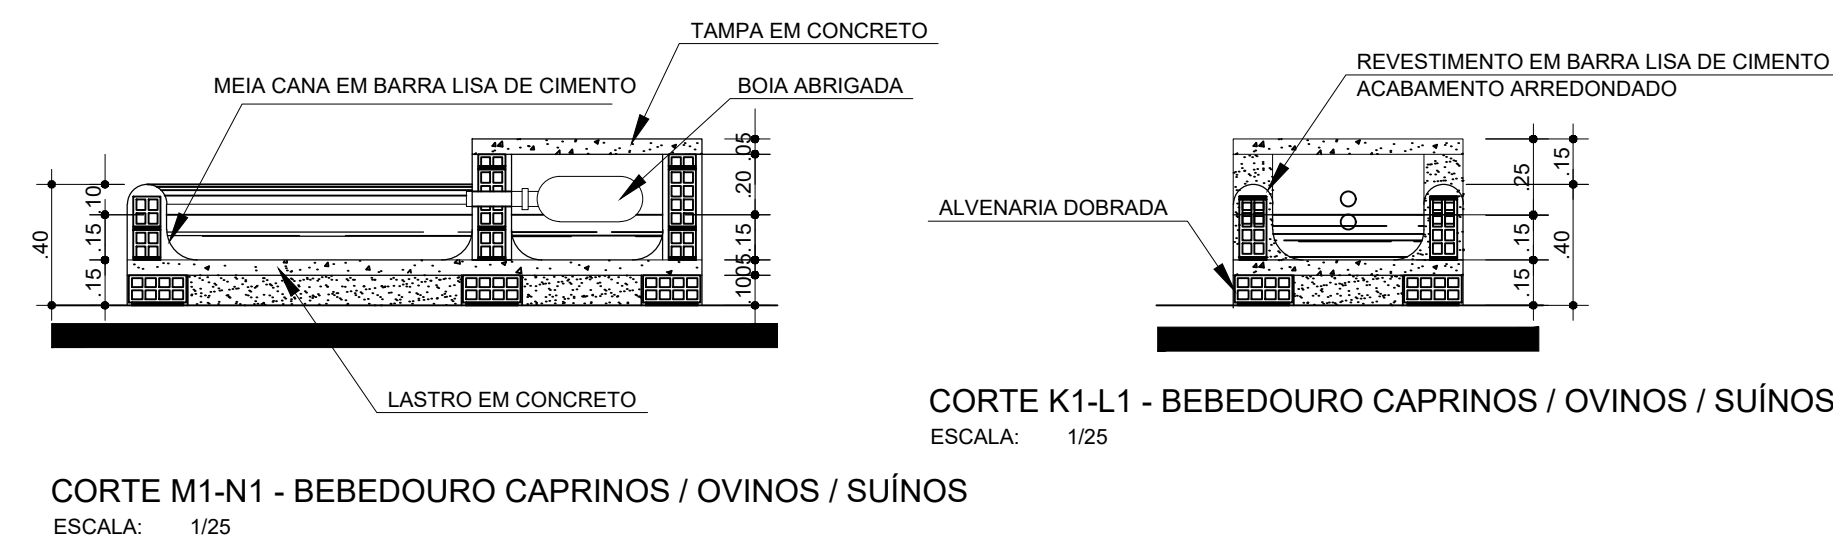 TAMPA EM CONCRETO
MEIA CANA EM BARRA LISA DE CIMENTO
BOIA ABRIGADA
.40
.10
.15
.15
.05
.20
.15
.05
.10
LASTRO EM CONCRETO
CORTE M1-N1 - BEBEDOURO CAPRINOS / OVINOS / SUÍNOS
ESCALA: 1/25
REVESTIMENTO EM BARRA LISA DE CIMENTO
ACABAMENTO ARREDONDADO
ALVENARIA DOBRADA
.25
.15
.15
.15
.40
CORTE K1-L1 - BEBEDOURO CAPRINOS / OVINOS / SUÍNOS
ESCALA: 1/25